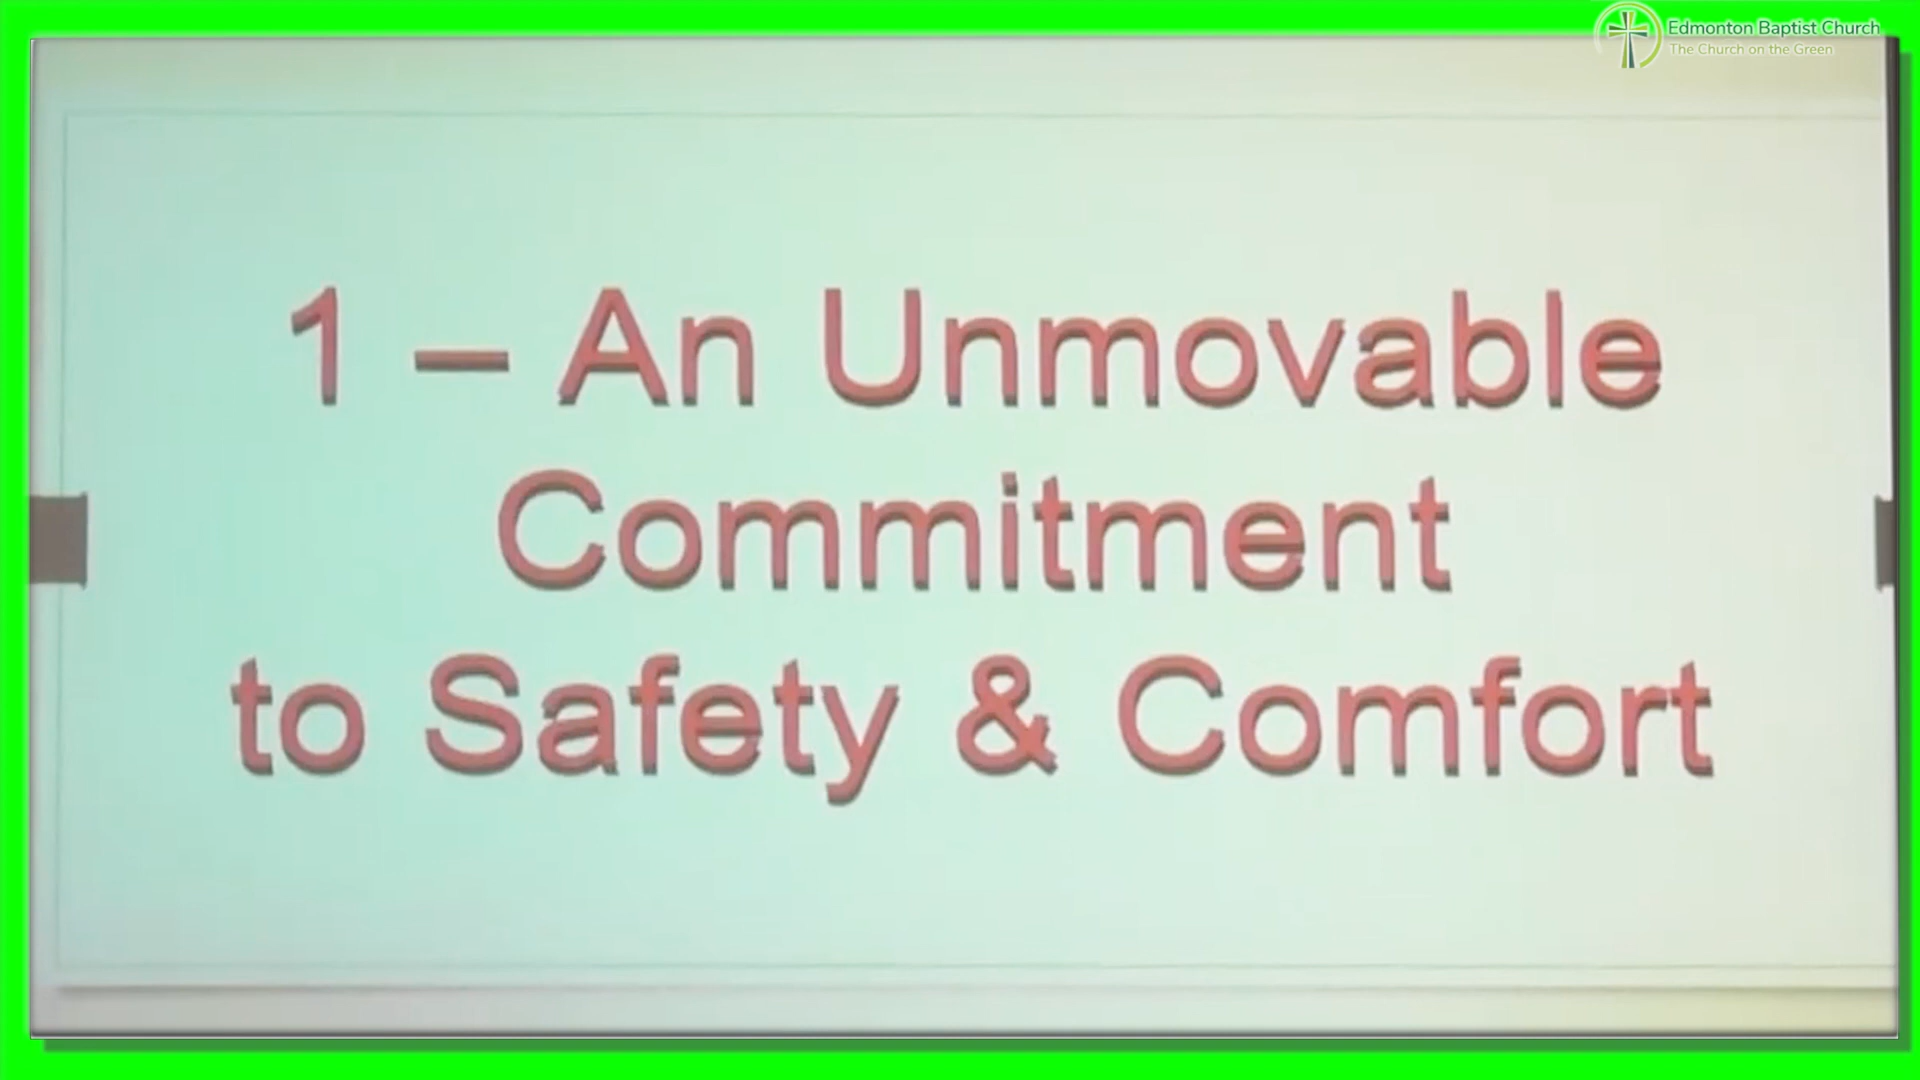 Edmonton Baptist Church
The Church on the Green
1 – An Unmovable
Commitment
to Safety & Comfort